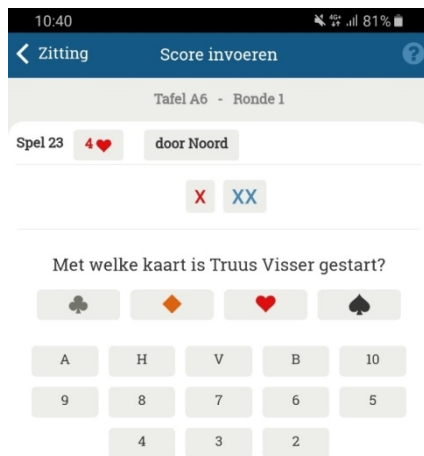 10:40 4G+ 81%
Zitting Score invoeren ?
Tafel A6 - Ronde 1
Spel 23 4♥ door Noord
X XX
Met welke kaart is Truus Visser gestart?
♣ ♦ ♥ ♠
A H V B 10
9 8 7 6 5
4 3 2